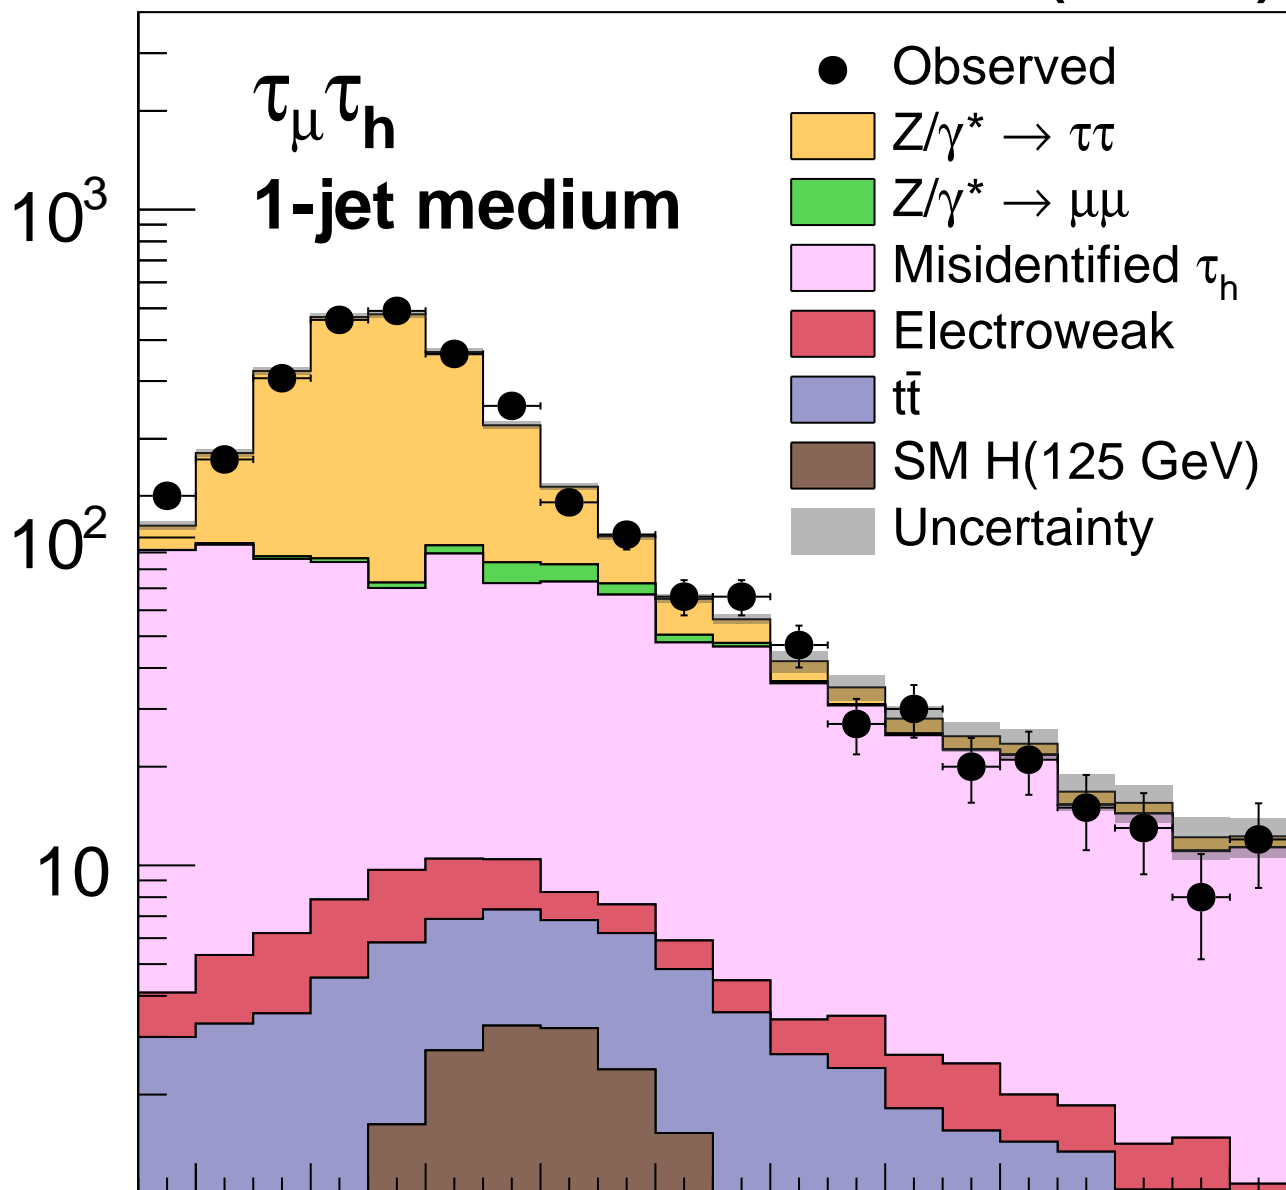 τμτh
1-jet medium
Observed
Z/γ* → ττ
Z/γ* → μμ
Misidentified τh
Electroweak
tt̄
SM H(125 GeV)
Uncertainty
10³
10²
10